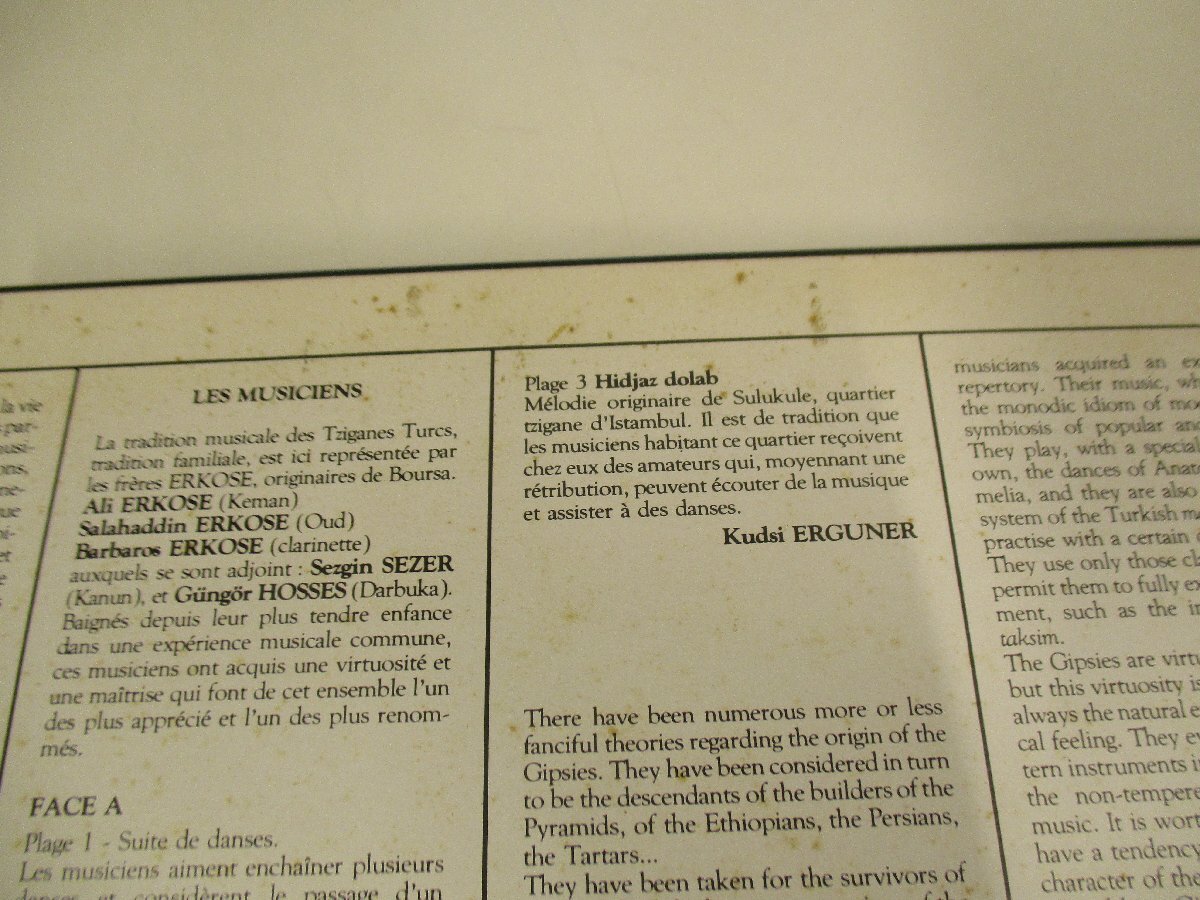 la vie
LES MUSICIENS
La tradition musicale des Tziganes Turcs,
tradition familiale, est ici représentée par
les frères ERKOSE, originaires de Boursa.
Ali ERKOSE (Keman)
Salahaddin ERKOSE (Oud)
Barbaros ERKOSE (clarinette)
auxquels se sont adjoint : Sezgin SEZER
(Kanun), et Güngör HOSSES (Darbuka).
Baignés depuis leur plus tendre enfance
dans une expérience musicale commune,
ces musiciens ont acquis une virtuosité et
une maîtrise qui font de cet ensemble l'un
des plus apprécié et l'un des plus renom-
més.
FACE A
Plage 1 - Suite de danses.
Les musiciens aiment enchaîner plusieurs
danses et considèrent le passage d'un
Plage 3 Hidjaz dolab
Mélodie originaire de Sulukule, quartier
tzigane d'Istambul. Il est de tradition que
les musiciens habitant ce quartier reçoivent
chez eux des amateurs qui, moyennant une
rétribution, peuvent écouter de la musique
et assister à des danses.
Kudsi ERGUNER
There have been numerous more or less
fanciful theories regarding the origin of the
Gipsies. They have been considered in turn
to be the descendants of the builders of the
Pyramids, of the Ethiopians, the Persians,
the Tartars...
They have been taken for the survivors of
musicians acquired an
repertory. Their music,
the monodic idiom of
symbiosis of popular
They play, with a special
own, the dances of
melia, and they are also
system of the Turkish
practise with a certain
They use only those
permit them to fully
ment, such as the
taksim.
The Gipsies are
but this virtuosity
always the natural
cal feeling. They
tern instruments
the non-tempere
music. It is
have a tendency
character of the